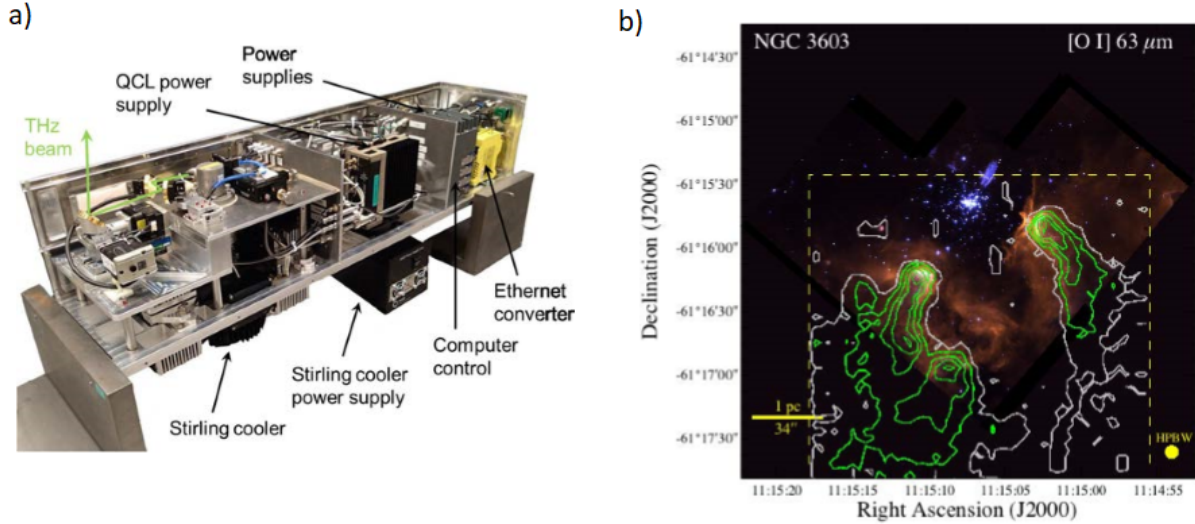 a)
Power
supplies
QCL power
supply
THz
beam
Ethernet
converter
Computer
control
Stirling cooler
power supply
Stirling cooler
b)
NGC 3603
[O I] 63 μm
-61°14'30"
-61°15'00"
-61°15'30"
-61°16'00"
-61°16'30"
-61°17'00"
-61°17'30"
Declination (J2000)
1 pc
34"
HPBW
11:15:20
11:15:15
11:15:10
11:15:05
11:15:00
11:14:55
Right Ascension (J2000)